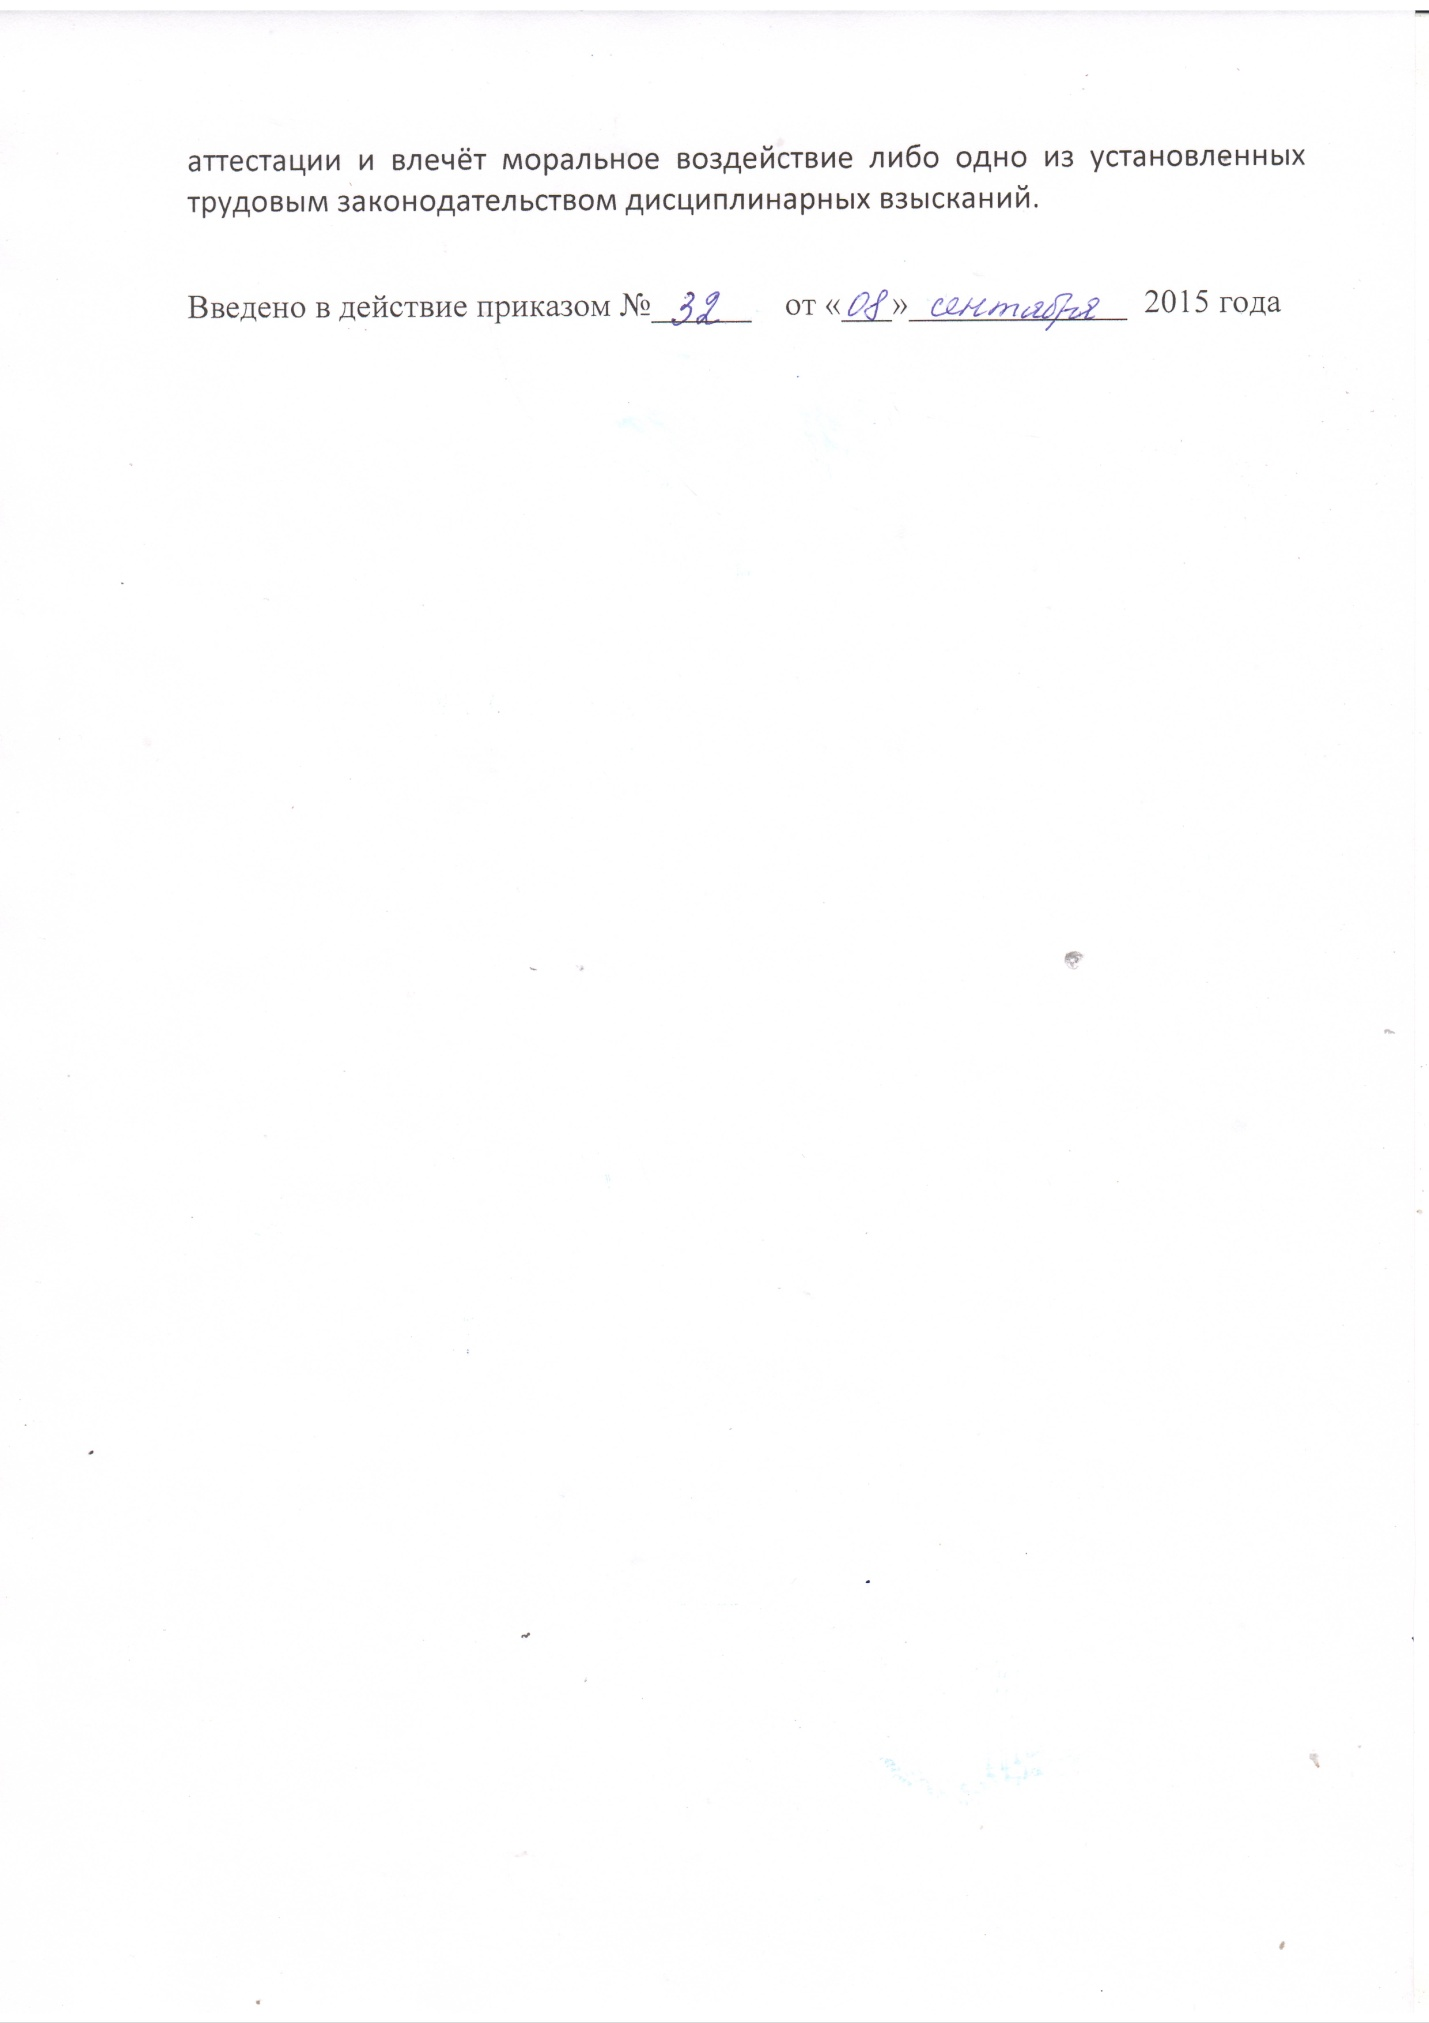 аттестации и влечёт моральное воздействие либо одно из установленных
трудовым законодательством дисциплинарных взысканий.
Введено в действие приказом № 32 от «08» сентября 2015 года